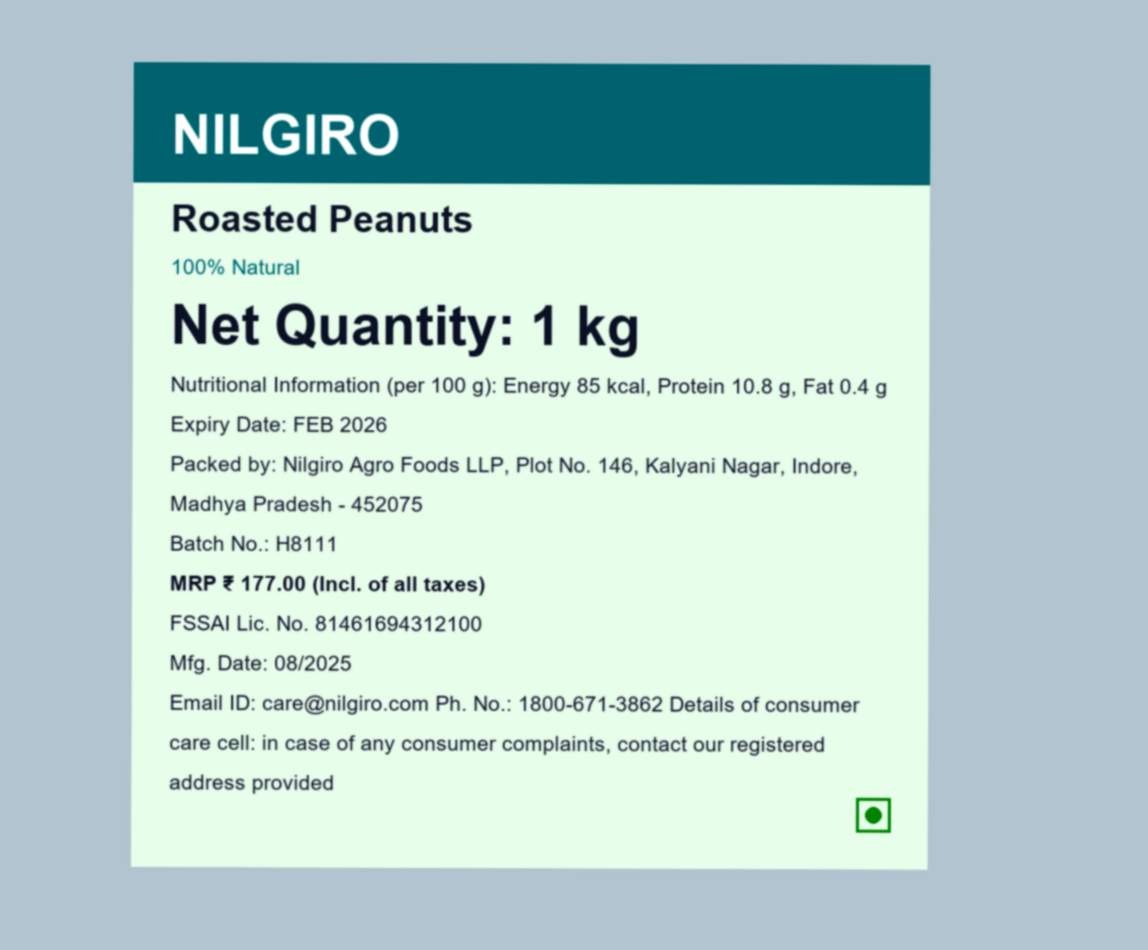 NILGIRO
Roasted Peanuts
100% Natural
Net Quantity: 1 kg
Nutritional Information (per 100 g): Energy 85 kcal, Protein 10.8 g, Fat 0.4 g
Expiry Date: FEB 2026
Packed by: Nilgiro Agro Foods LLP, Plot No. 146, Kalyani Nagar, Indore,
Madhya Pradesh - 452075
Batch No.: H8111
MRP ₹ 177.00 (Incl. of all taxes)
FSSAI Lic. No. 81461694312100
Mfg. Date: 08/2025
Email ID: care@nilgiro.com Ph. No.: 1800-671-3862 Details of consumer
care cell: in case of any consumer complaints, contact our registered
address provided